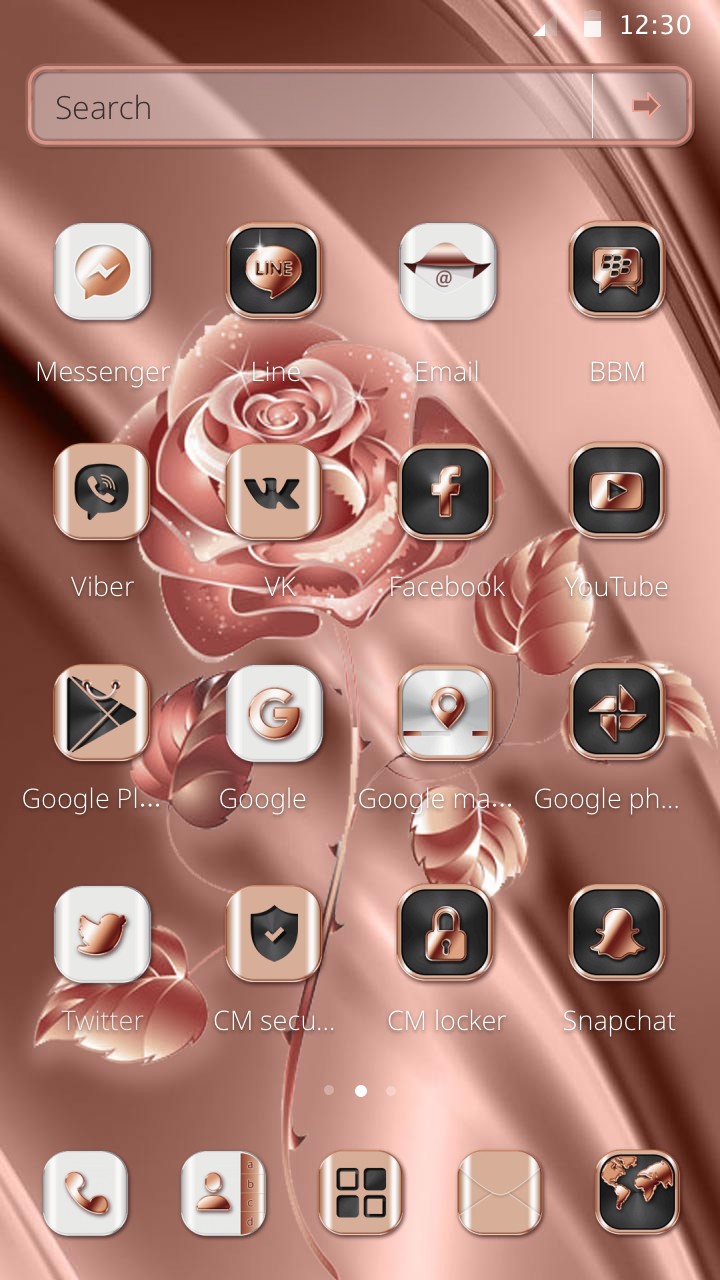 12:30
Search
LINE
@
Messenger Line Email BBM
VK
f
Viber VK Facebook YouTube
G
Google Pl... Google Google ma... Google ph...
Twitter CM secu... CM locker Snapchat
a
b
c
d